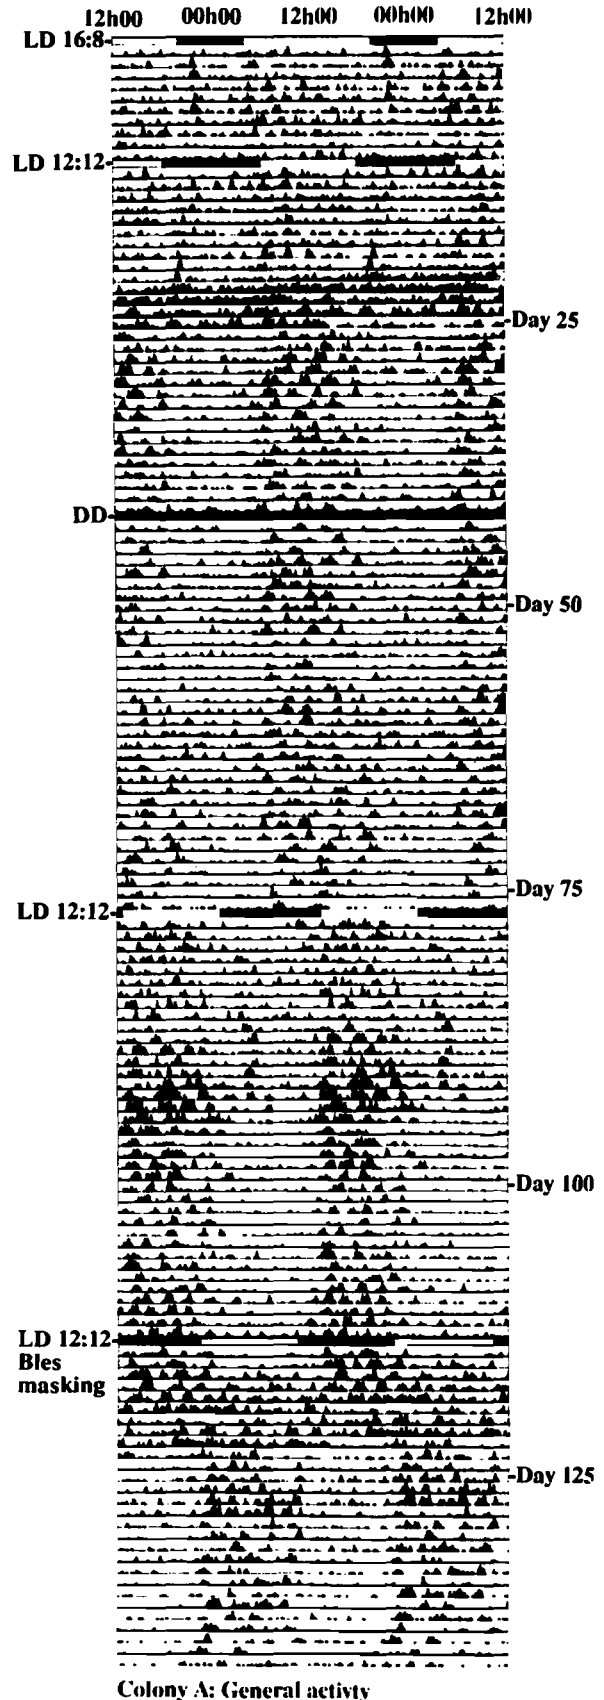 12h00 00h00 12h00 00h00 12h00
LD 16:8
LD 12:12
Day 25
DD
Day 50
Day 75
LD 12:12
Day 100
LD 12:12
Bles
masking
Day 125
Colony A: General activty